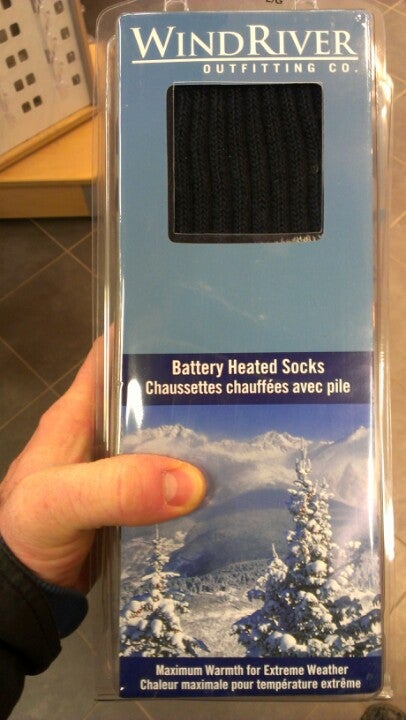 WINDRIVER
OUTFITTING CO.
Battery Heated Socks
Chaussettes chauffées avec pile
Maximum Warmth for Extreme Weather
Chaleur maximale pour température extrême